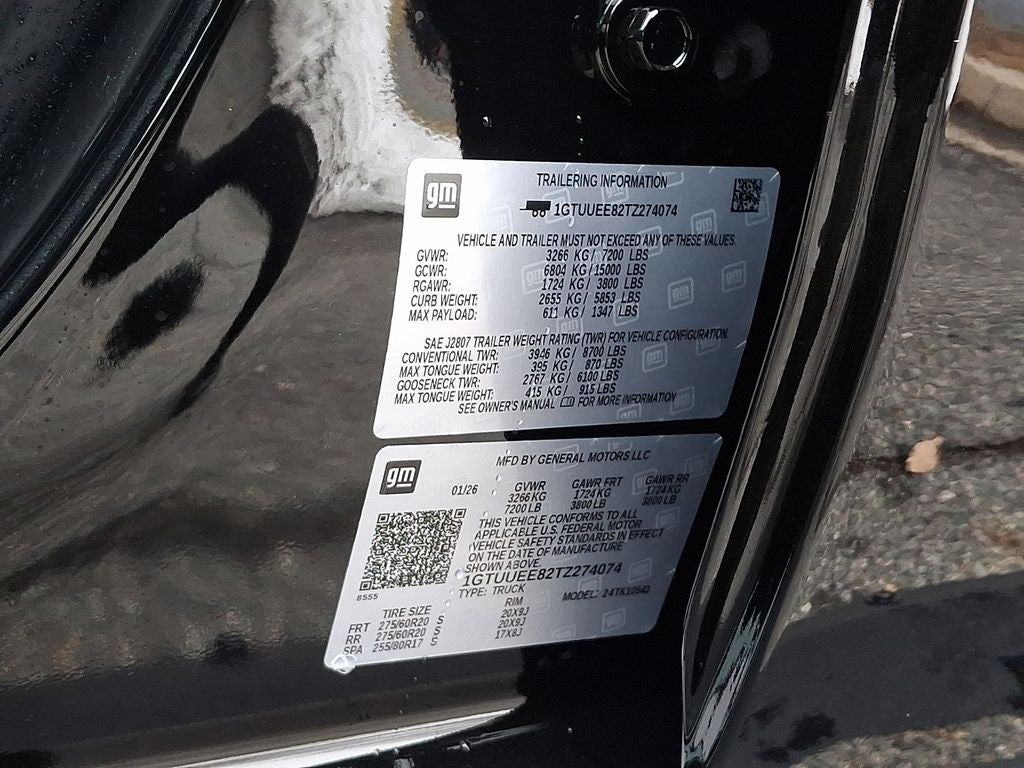 gm
TRAILERING INFORMATION
1GTUUEE82TZ274074
VEHICLE AND TRAILER MUST NOT EXCEED ANY OF THESE VALUES.
GVWR: 3266 KG / 7200 LBS
GCWR: 6804 KG / 15000 LBS
RGAWR: 1724 KG / 3800 LBS
CURB WEIGHT: 2655 KG / 5853 LBS
MAX PAYLOAD: 611 KG / 1347 LBS
SAE J2807 TRAILER WEIGHT RATING (TWR) FOR VEHICLE CONFIGURATION.
CONVENTIONAL TWR: 3946 KG / 8700 LBS
MAX TONGUE WEIGHT: 395 KG / 870 LBS
GOOSENECK TWR: 2767 KG / 6100 LBS
MAX TONGUE WEIGHT: 415 KG / 915 LBS
SEE OWNER'S MANUAL FOR MORE INFORMATION
gm
MFD BY GENERAL MOTORS LLC
01/26 GVWR GAWR FRT GAWR RR
3266 KG 1724 KG 1724 KG
7200 LB 3800 LB 3800 LB
THIS VEHICLE CONFORMS TO ALL
APPLICABLE U.S. FEDERAL MOTOR
VEHICLE SAFETY STANDARDS IN EFFECT
ON THE DATE OF MANUFACTURE
SHOWN ABOVE.
1GTUUEE82TZ274074
8555 TYPE: TRUCK MODEL: 24TK10543
TIRE SIZE RIM
FRT 275/60R20 S 20X9J
RR 275/60R20 S 20X9J
SPA 255/80R17 S 17X8J